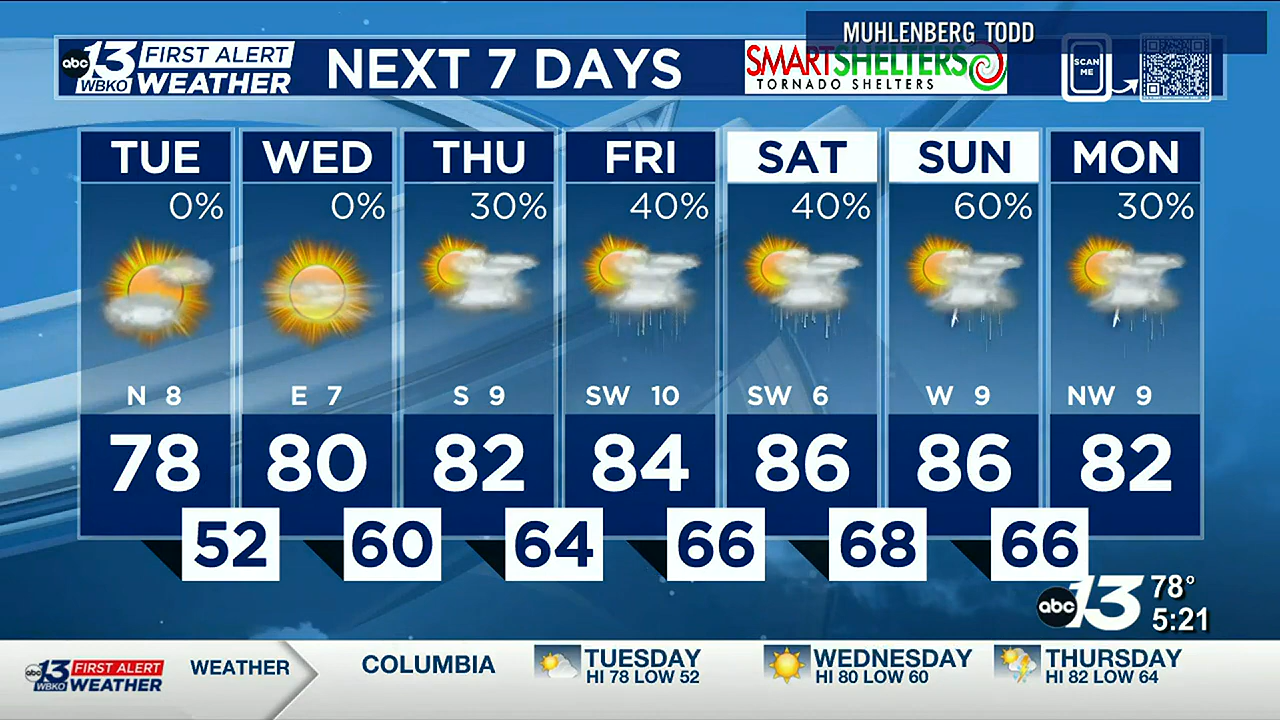 MUHLENBERG TODD
abc 13 WBKO FIRST ALERT WEATHER
NEXT 7 DAYS
SMARTSHELTERS
TORNADO SHELTERS
SCAN ME
TUE WED THU FRI SAT SUN MON
0% 0% 30% 40% 40% 60% 30%
N 8 E 7 S 9 SW 10 SW 6 W 9 NW 9
78 80 82 84 86 86 82
52 60 64 66 68 66
abc 13 78°
5:21
abc 13 WBKO FIRST ALERT WEATHER
WEATHER
COLUMBIA
TUESDAY
HI 78 LOW 52
WEDNESDAY
HI 80 LOW 60
THURSDAY
HI 82 LOW 64